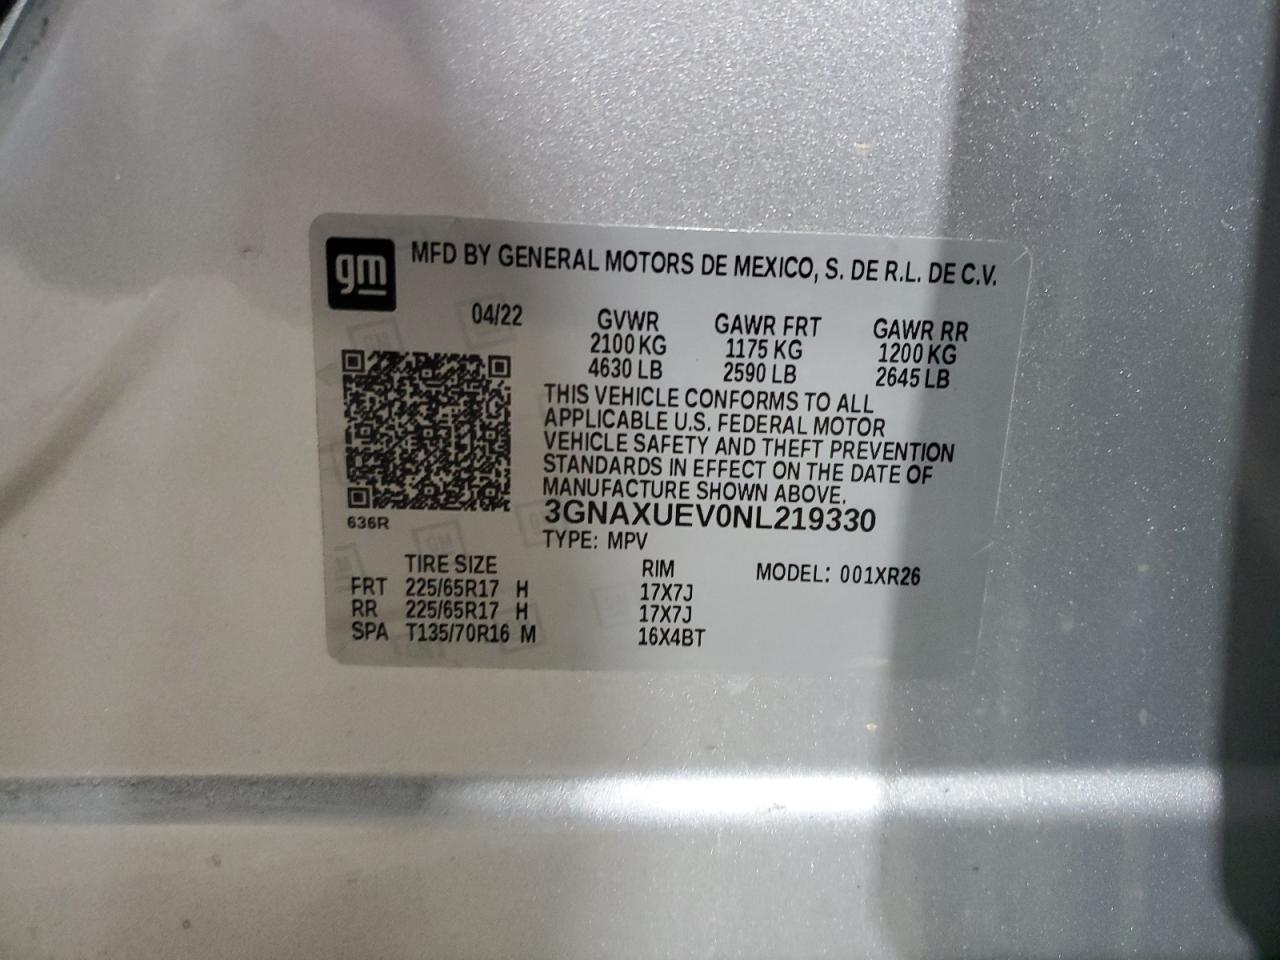 gm MFD BY GENERAL MOTORS DE MEXICO, S. DE R.L. DE C.V.
04/22 GVWR GAWR FRT GAWR RR
2100 KG 1175 KG 1200 KG
4630 LB 2590 LB 2645 LB
THIS VEHICLE CONFORMS TO ALL
APPLICABLE U.S. FEDERAL MOTOR
VEHICLE SAFETY AND THEFT PREVENTION
STANDARDS IN EFFECT ON THE DATE OF
MANUFACTURE SHOWN ABOVE.
3GNAXUEV0NL219330
636R
TYPE: MPV
TIRE SIZE RIM MODEL: 001XR26
FRT 225/65R17 H 17X7J
RR 225/65R17 H 17X7J
SPA T135/70R16 M 16X4BT